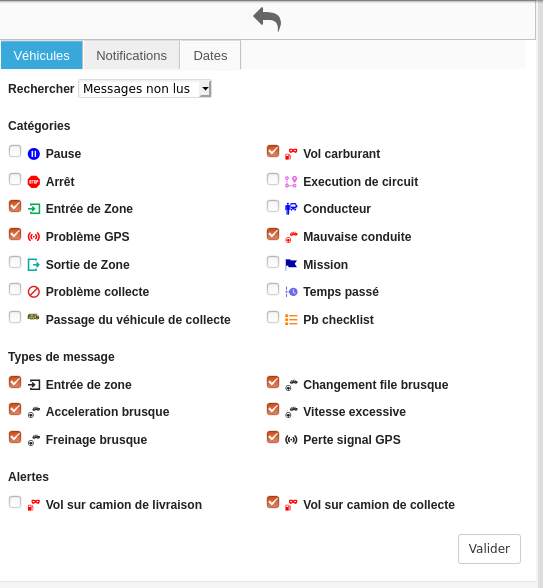 Véhicules Notifications Dates
Rechercher Messages non lus
Catégories
Pause Vol carburant
Arrêt Execution de circuit
Entrée de Zone Conducteur
Problème GPS Mauvaise conduite
Sortie de Zone Mission
Problème collecte Temps passé
Passage du véhicule de collecte Pb checklist
Types de message
Entrée de zone Changement file brusque
Acceleration brusque Vitesse excessive
Freinage brusque Perte signal GPS
Alertes
Vol sur camion de livraison Vol sur camion de collecte
Valider